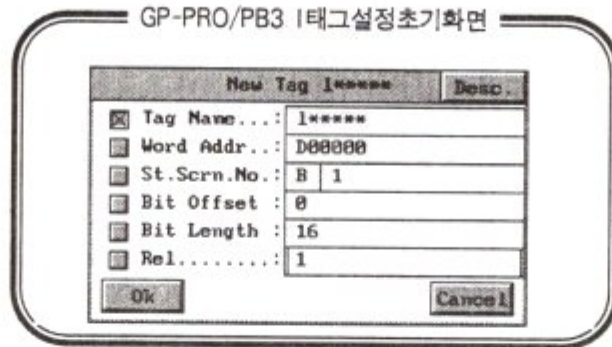 GP-PRO/PB3 I태그설정초기화면
New Tag I***** Desc.
Tag Name...: I*****
Word Addr..: D00000
St.Scrn.No.: B 1
Bit Offset : 0
Bit Length : 16
Rel........: 1
Ok Cancel